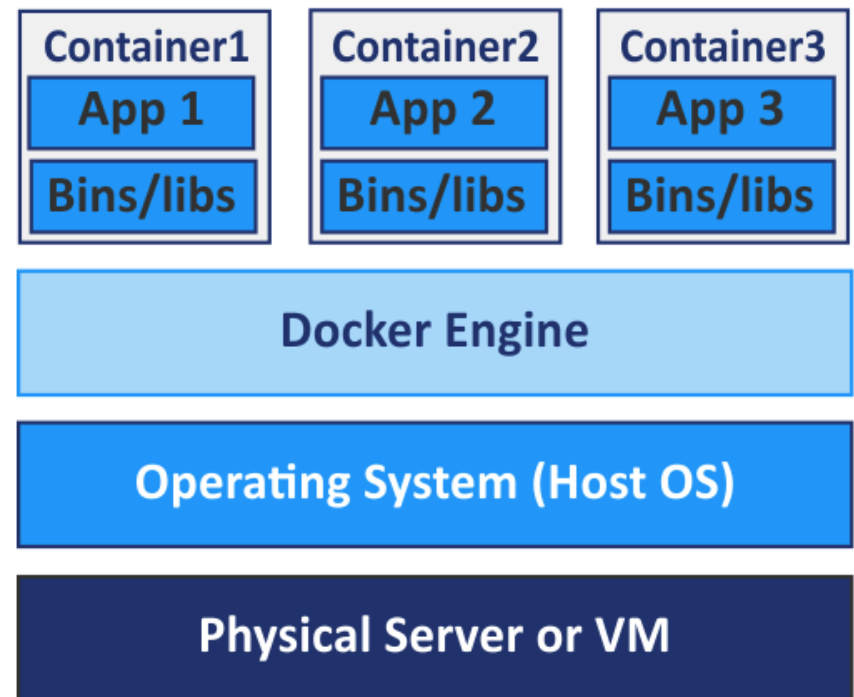 Container1 Container2 Container3
App 1 App 2 App 3
Bins/libs Bins/libs Bins/libs
Docker Engine
Operating System (Host OS)
Physical Server or VM